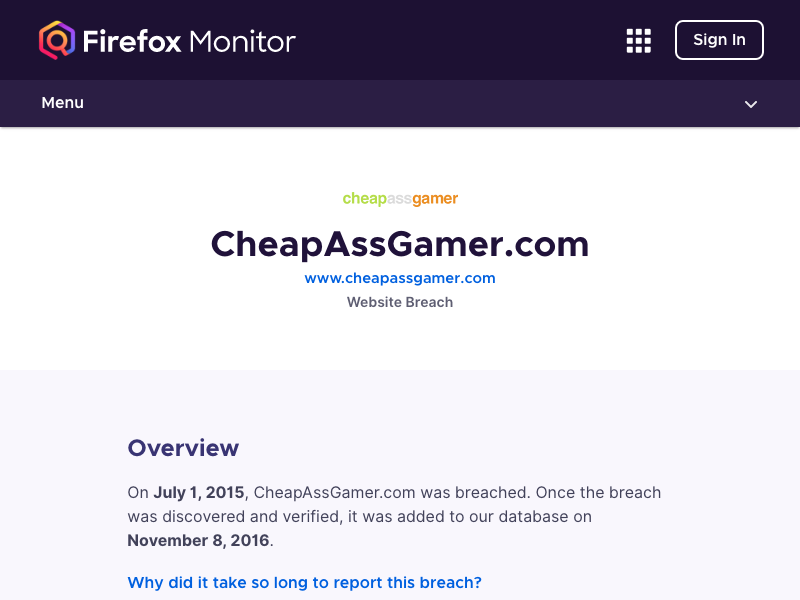 Firefox Monitor
Sign In
Menu
cheapassgamer
CheapAssGamer.com
www.cheapassgamer.com
Website Breach
Overview
On July 1, 2015, CheapAssGamer.com was breached. Once the breach
was discovered and verified, it was added to our database on
November 8, 2016.
Why did it take so long to report this breach?